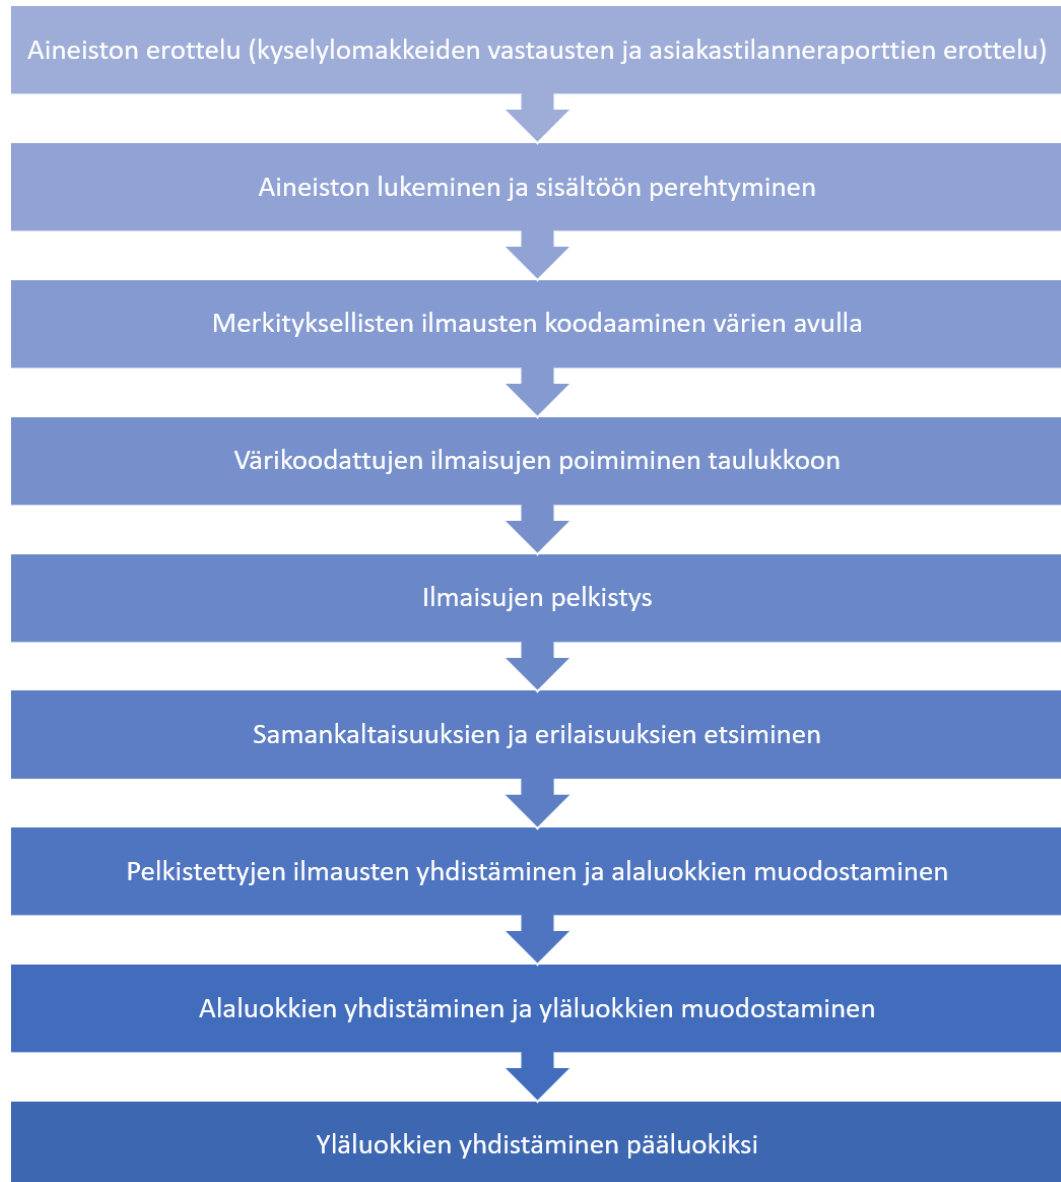 Aineiston erottelu (kyselylomakkeiden vastausten ja asiakastilanneraporttien erottelu)
Aineiston lukeminen ja sisältöön perehtyminen
Merkityksellisten ilmausten koodaaminen värien avulla
Värikoodattujen ilmaisujen poimiminen taulukkoon
Ilmaisujen pelkistys
Samankaltaisuuksien ja erilaisuuksien etsiminen
Pelkistettyjen ilmausten yhdistäminen ja alaluokkien muodostaminen
Alaluokkien yhdistäminen ja yläluokkien muodostaminen
Yläluokkien yhdistäminen pääluokiksi